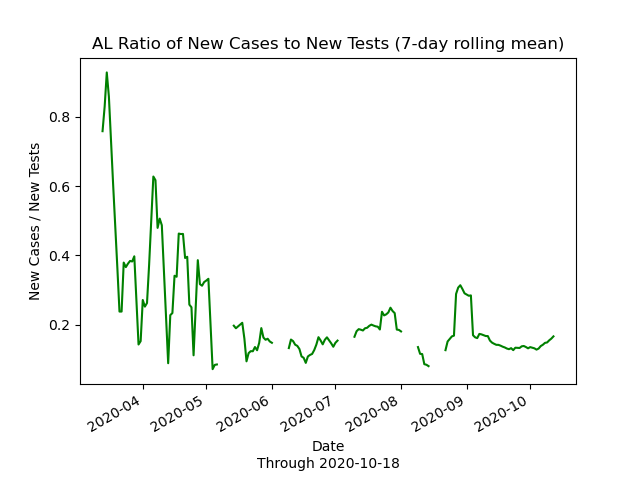 AL Ratio of New Cases to New Tests (7-day rolling mean)
New Cases / New Tests
0.8
0.6
0.4
0.2
2020-04
2020-05
2020-06
2020-07
2020-08
2020-09
2020-10
Date
Through 2020-10-18